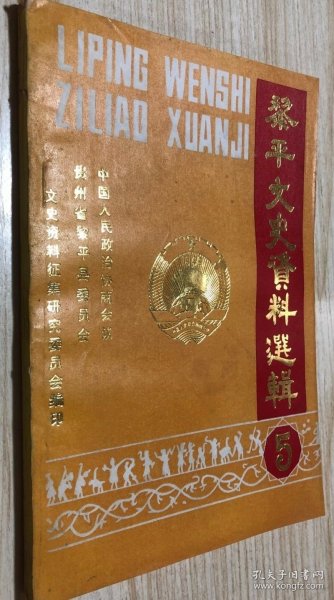 LIPING WENSHI
ZILIAO XUANJI
黎平文史資料選輯
5
中国人民政治协商会议
贵州省黎平县委员会
文史资料征集研究委员会编印
孔夫子旧书网
www.kongfz.com